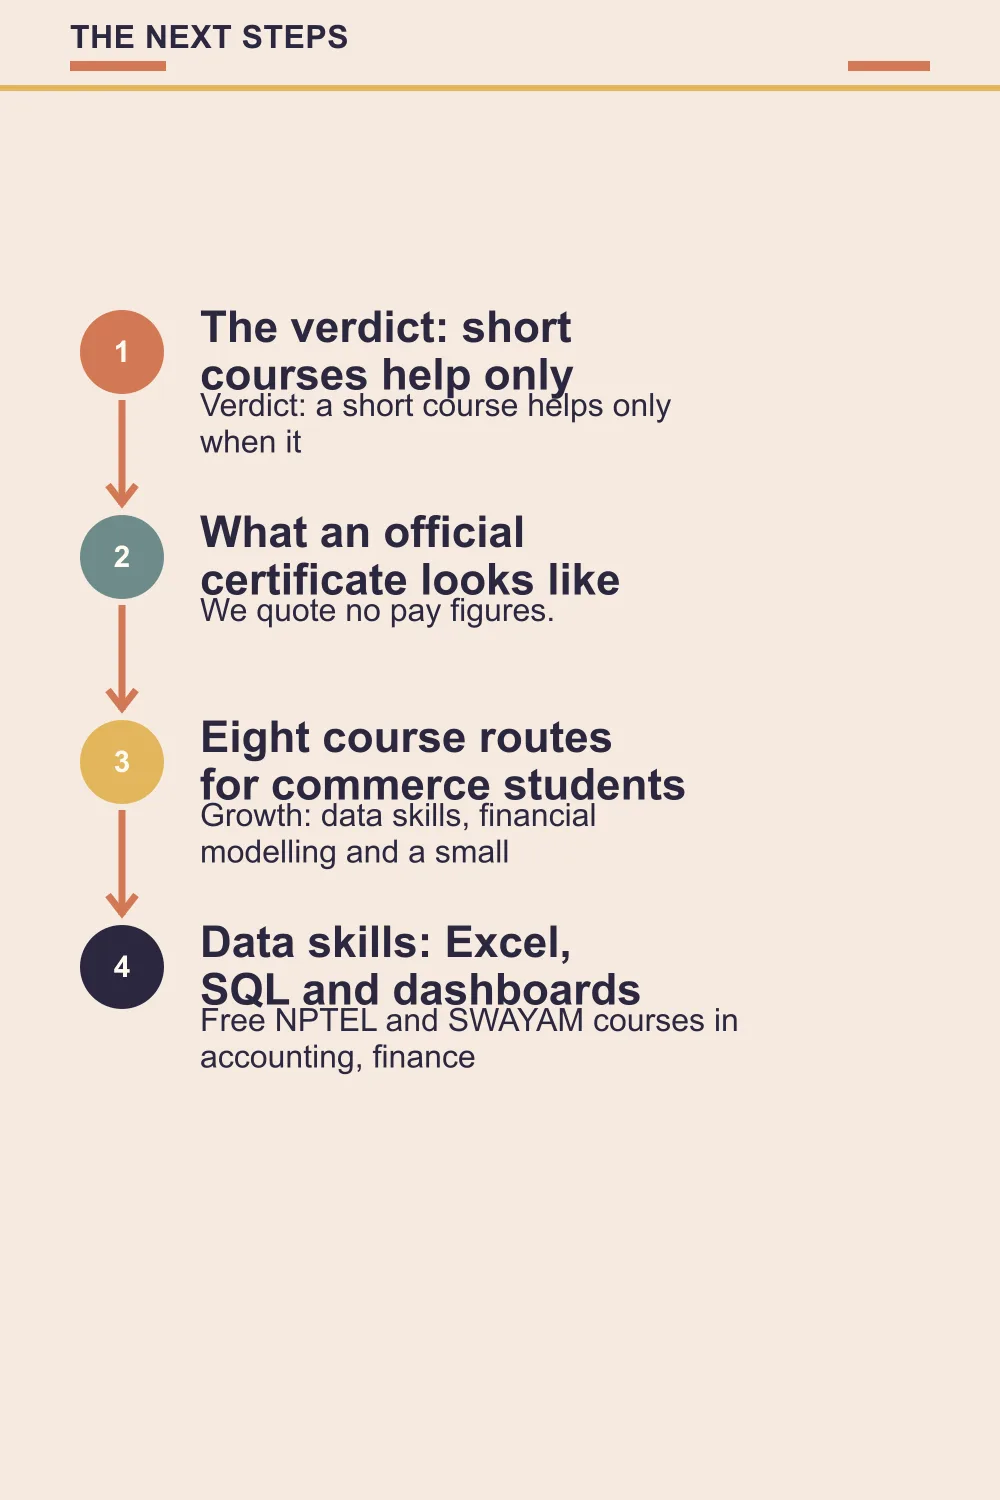 THE NEXT STEPS
1
The verdict: short
courses help only
Verdict: a short course helps only
when it
2
What an official
certificate looks like
We quote no pay figures.
3
Eight course routes
for commerce students
Growth: data skills, financial
modelling and a small
4
Data skills: Excel,
SQL and dashboards
Free NPTEL and SWAYAM courses in
accounting, finance